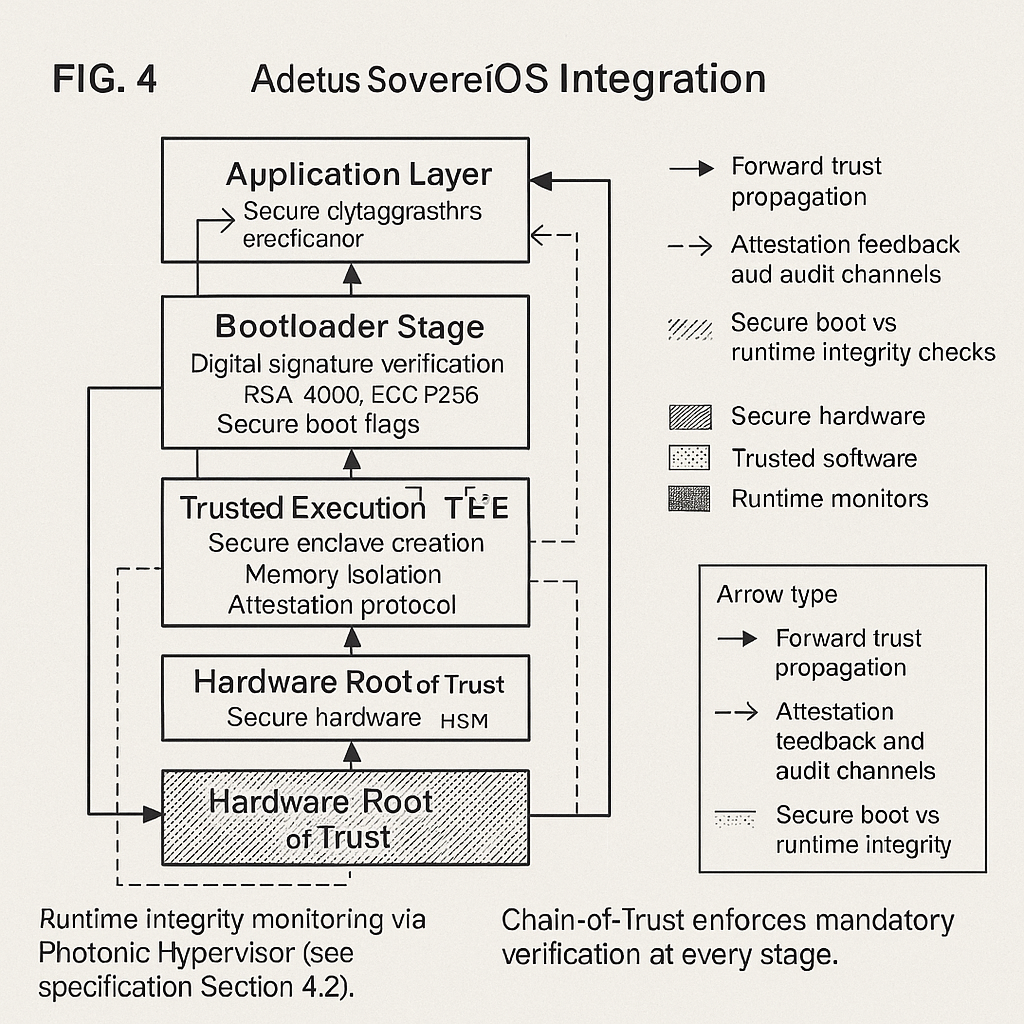 FIG. 4
Adetus SovereíOS Integration
Application Layer
Secure clytaggrasthrs
erecficanor
Bootloader Stage
Digital signature verification
RSA 4000, ECC P256
Secure boot flags
Trusted Execution TEE
Secure enclave creation
Memory Isolation
Attestation protocol
Hardware Root of Trust
Secure hardware HSM
Hardware Root
of Trust
Forward trust
propagation
Attestation feedback
aud audit channels
Secure boot vs
runtime integrity checks
Secure hardware
Trusted software
Runtime monitors
Arrow type
Forward trust
propagation
Attestation
teedback and
audit channels
Secure boot vs
runtime integrity
Runtime integrity monitoring via
Photonic Hypervisor (see
specification Section 4.2).
Chain-of-Trust enforces mandatory
verification at every stage.